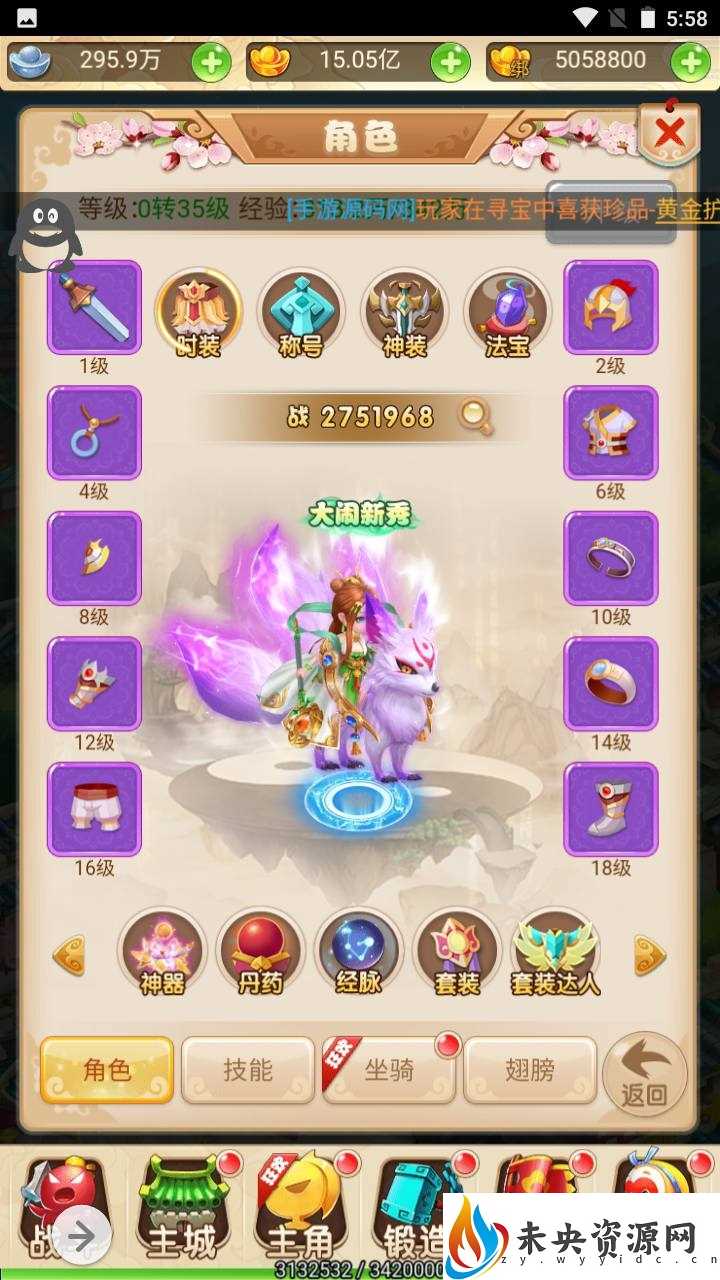 5:58
295.9万
15.05亿
绑
5058800
角色
等级:0转35级 经验:
[手游源码网]玩家在寻宝中喜获珍品-黄金护
时装
称号
神装
法宝
1级
2级
战 2751968
4级
6级
大闹新秀
8级
10级
12级
14级
16级
18级
神器
丹药
经脉
套装
套装达人
角色
技能
狂欢
坐骑
翅膀
返回
狂欢
主城
主角
锻造
3132532 / 3420000
未央资源网
zy.wyyidc.cn